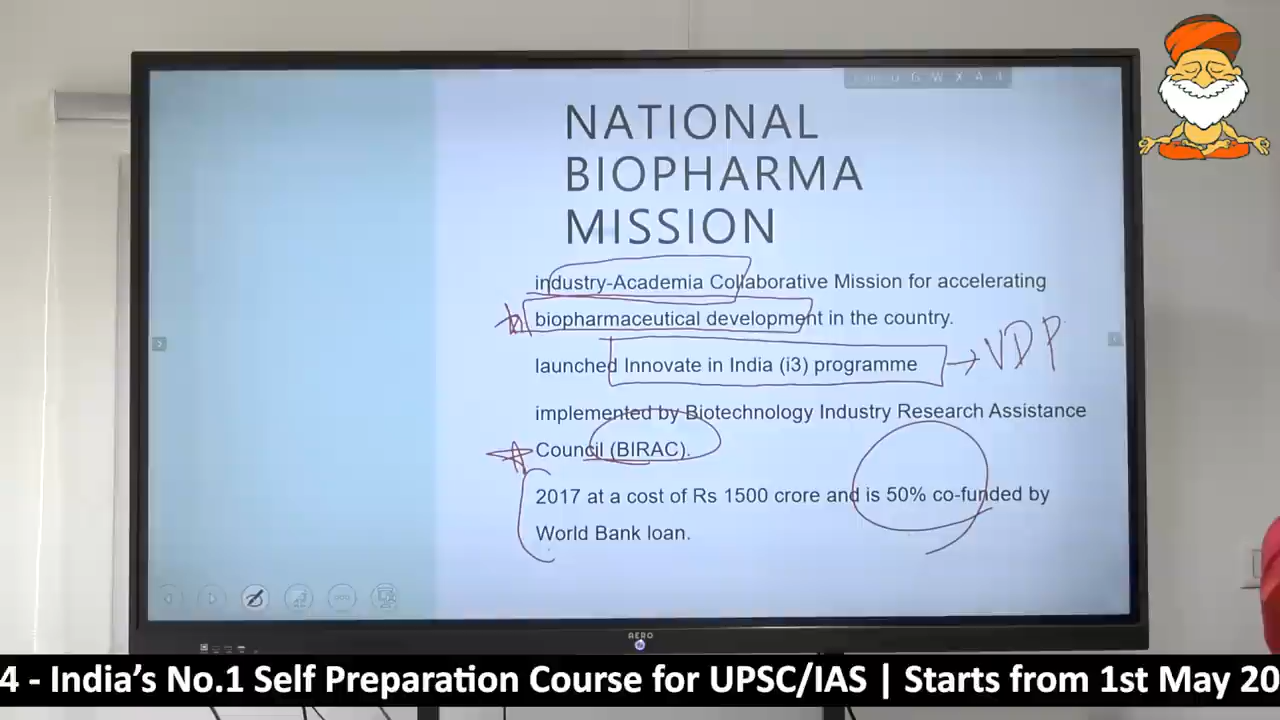 NATIONAL
BIOPHARMA
MISSION
industry-Academia Collaborative Mission for accelerating
biopharmaceutical development in the country.
launched Innovate in India (i3) programme
→ VDP
implemented by Biotechnology Industry Research Assistance
Council (BIRAC).
2017 at a cost of Rs 1500 crore and is 50% co-funded by
World Bank loan.
AERO
4 - India's No.1 Self Preparation Course for UPSC/IAS | Starts from 1st May 20